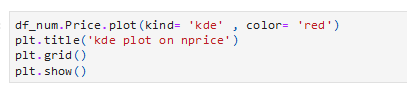 df_num.Price.plot(kind= 'kde' , color= 'red')
plt.title('kde plot on nprice')
plt.grid()
plt.show()